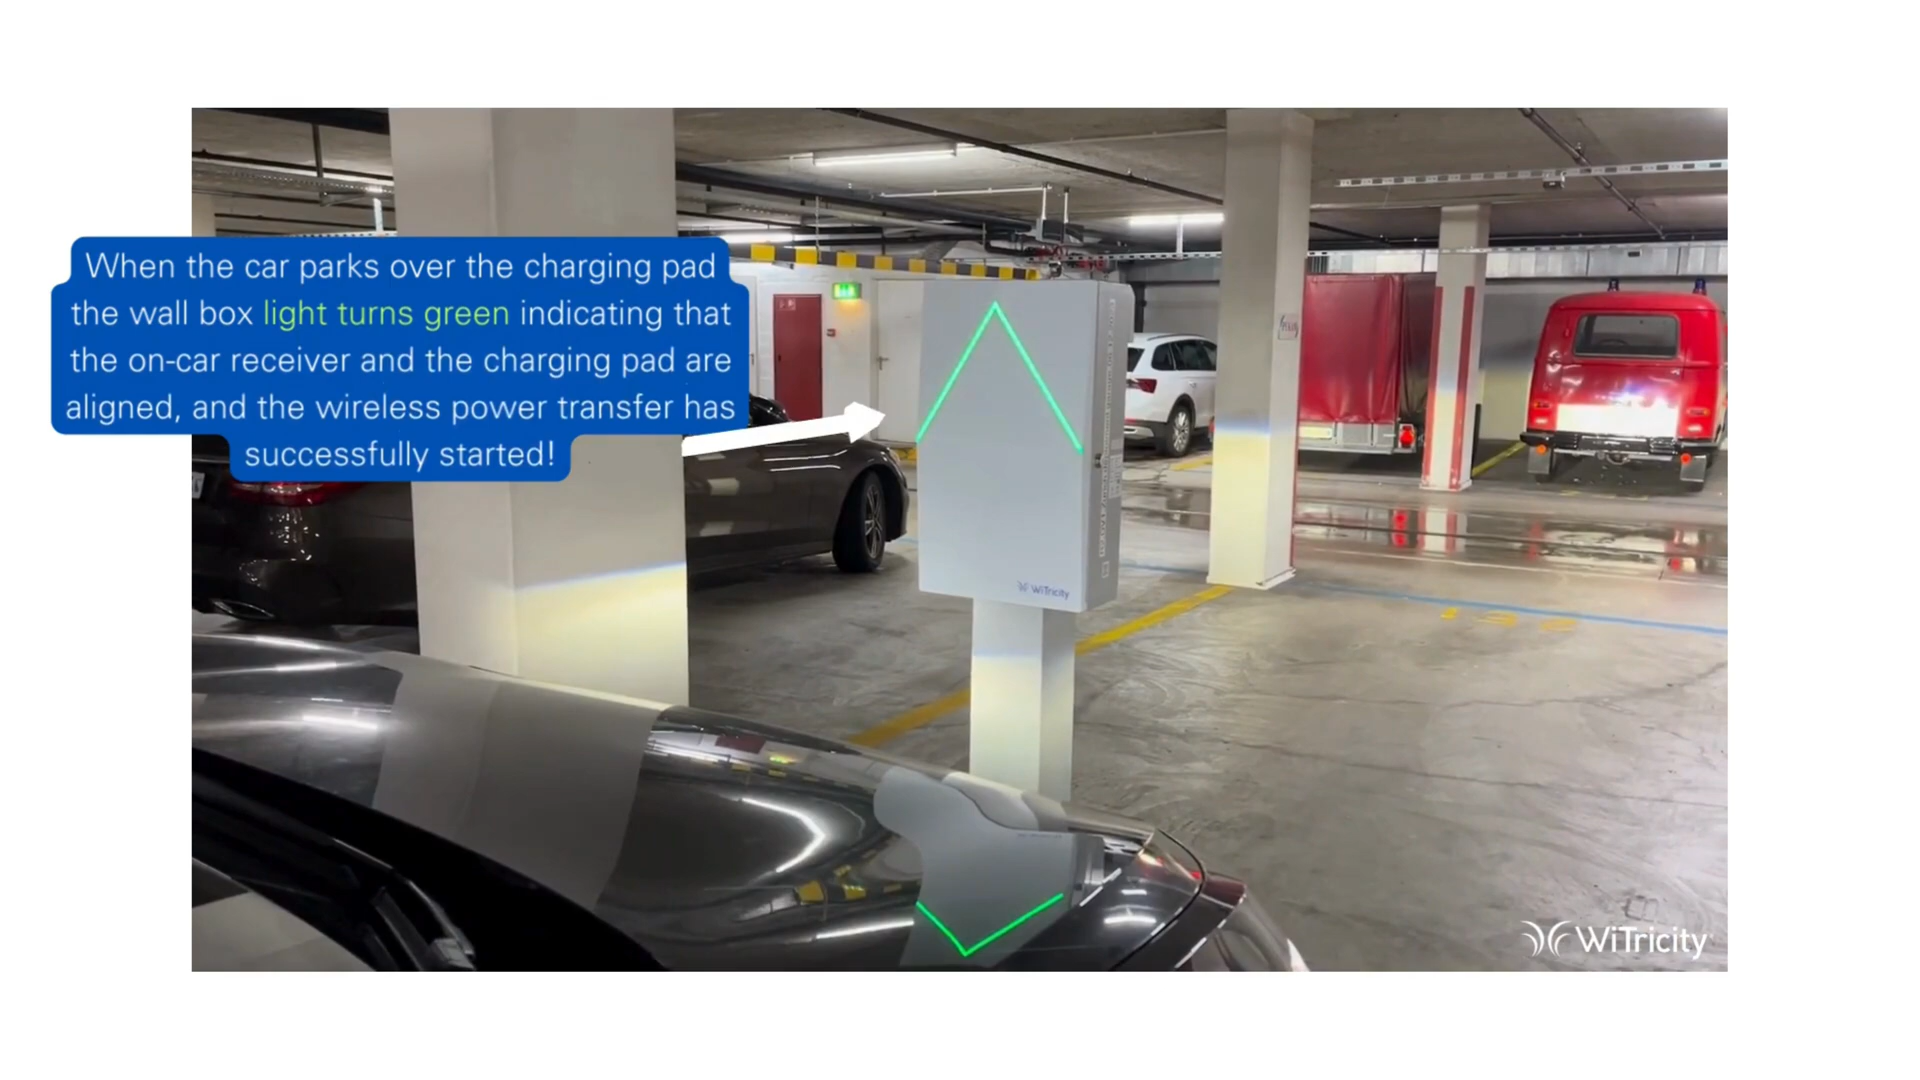 When the car parks over the charging pad
the wall box light turns green indicating that
the on-car receiver and the charging pad are
aligned, and the wireless power transfer has
successfully started!
WiTricity
WiTricity